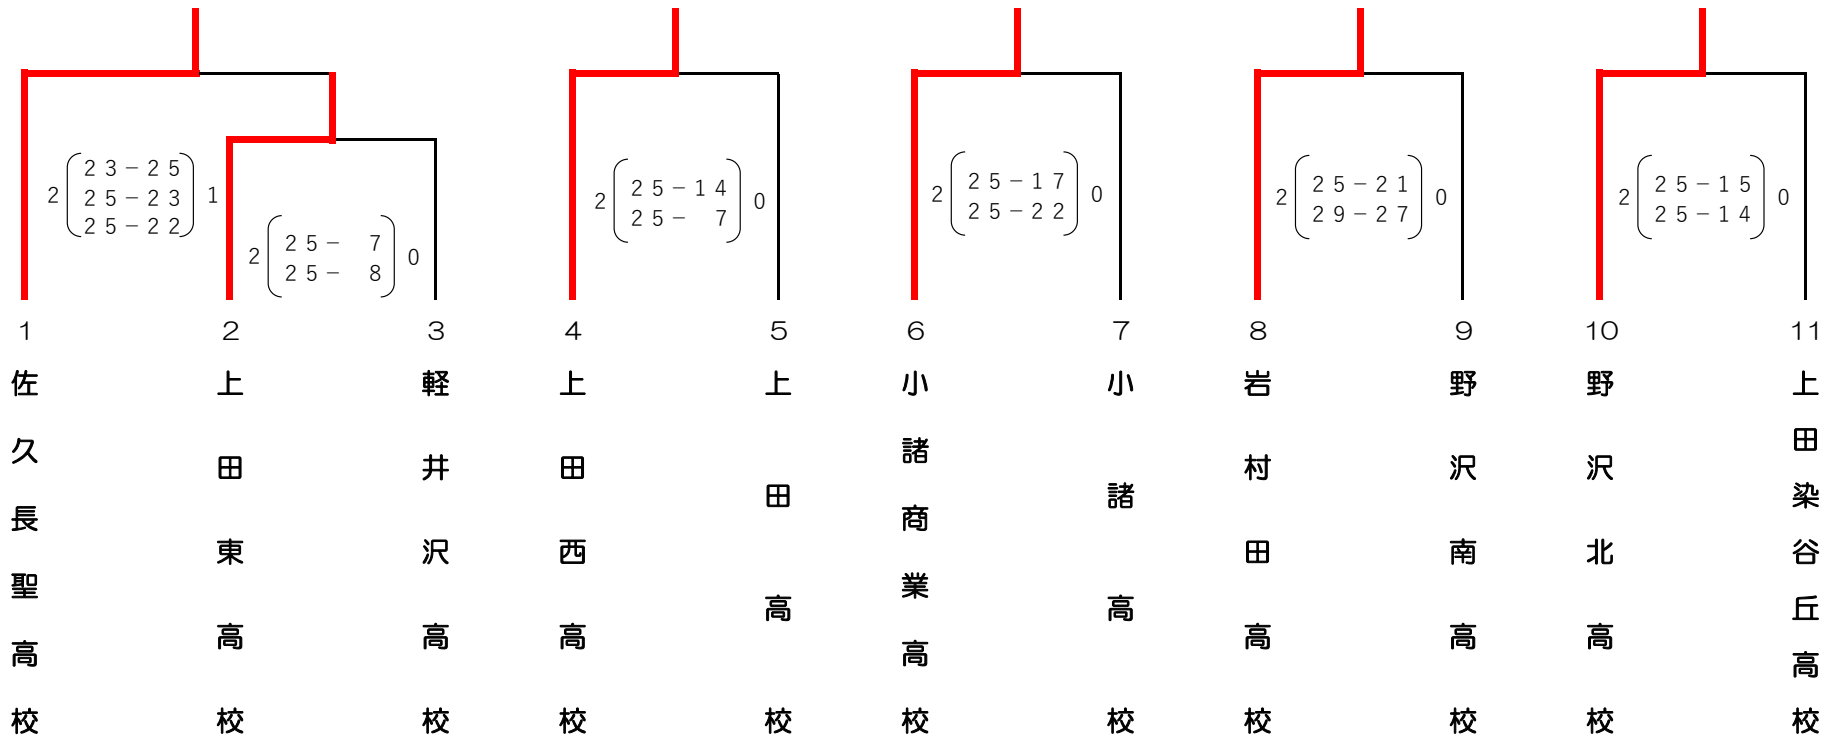 ２３－２５
２５－２３
２５－２２
2 1
２５－　７
２５－　８
2 0
２５－１４
２５－　７
2 0
２５－１７
２５－２２
2 0
２５－２１
２９－２７
2 0
２５－１５
２５－１４
2 0
1 2 3 4 5 6 7 8 9 10 11
佐久長聖高校
上田東高校
軽井沢高校
上田西高校
上田高校
小諸商業高校
小諸高校
岩村田高校
野沢南高校
野沢北高校
上田染谷丘高校